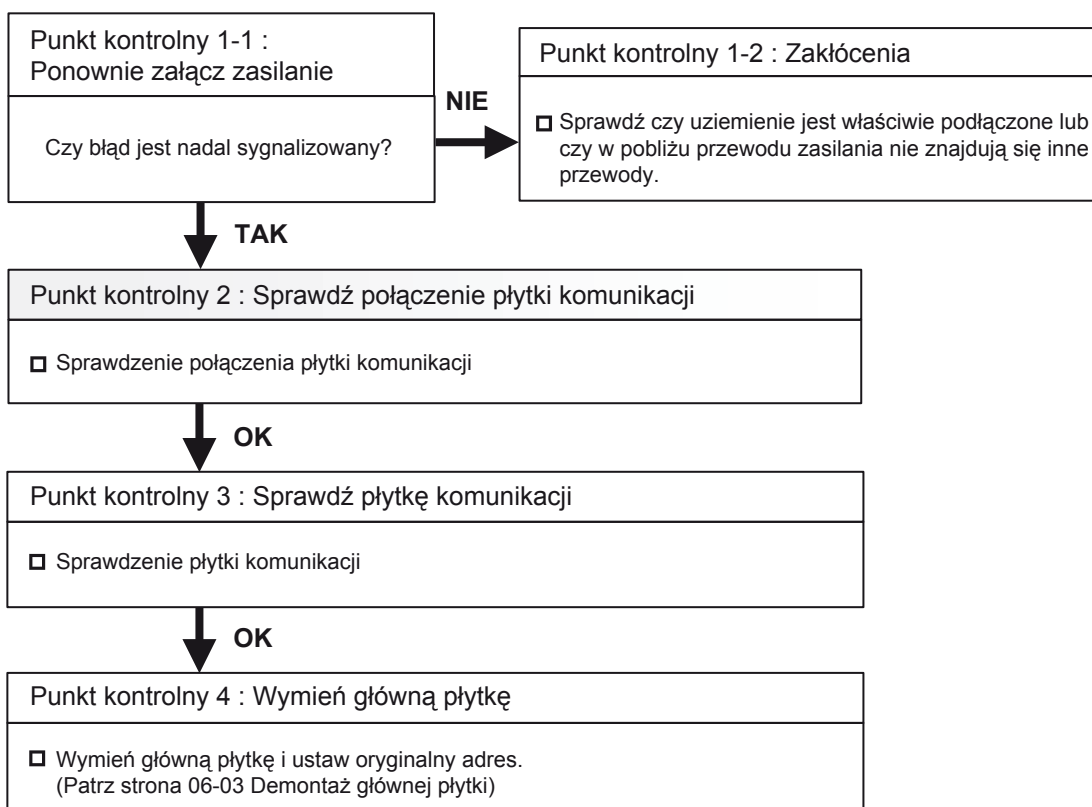 Punkt kontrolny 1-1 :
Ponownie załącz zasilanie
Czy błąd jest nadal sygnalizowany?
NIE
Punkt kontrolny 1-2 : Zakłócenia
Sprawdź czy uziemienie jest właściwie podłączone lub
czy w pobliżu przewodu zasilania nie znajdują się inne
przewody.
TAK
Punkt kontrolny 2 : Sprawdź połączenie płytki komunikacji
Sprawdzenie połączenia płytki komunikacji
OK
Punkt kontrolny 3 : Sprawdź płytkę komunikacji
Sprawdzenie płytki komunikacji
OK
Punkt kontrolny 4 : Wymień główną płytkę
Wymień główną płytkę i ustaw oryginalny adres.
(Patrz strona 06-03 Demontaż głównej płytki)